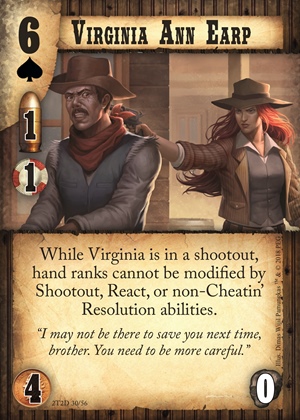 6
VIRGINIA ANN EARP
1
1
While Virginia is in a shootout,
hand ranks cannot be modified by
Shootout, React, or non-Cheatin’
Resolution abilities.
“I may not be there to save you next time,
brother. You need to be more careful.”
4
2T2D 30/56
0